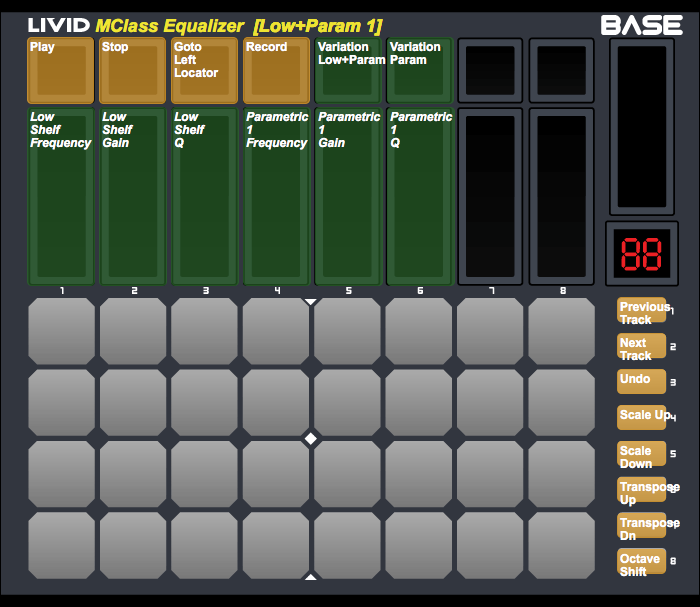 LIVID MClass Equalizer [Low+Param 1] BASE
Play
Stop
Goto
Left
Locator
Record
Variation
Low+Param
Variation
Param
Low
Shelf
Frequency
Low
Shelf
Gain
Low
Shelf
Q
Parametric
1
Frequency
Parametric
1
Gain
Parametric
1
Q
88
1 2 3 4 5 6 7 8
Previous 1
Track
Next 2
Track
Undo 3
Scale Up 4
Scale 5
Down
Transpose
Up
Transpose
Dn
Octave 8
Shift